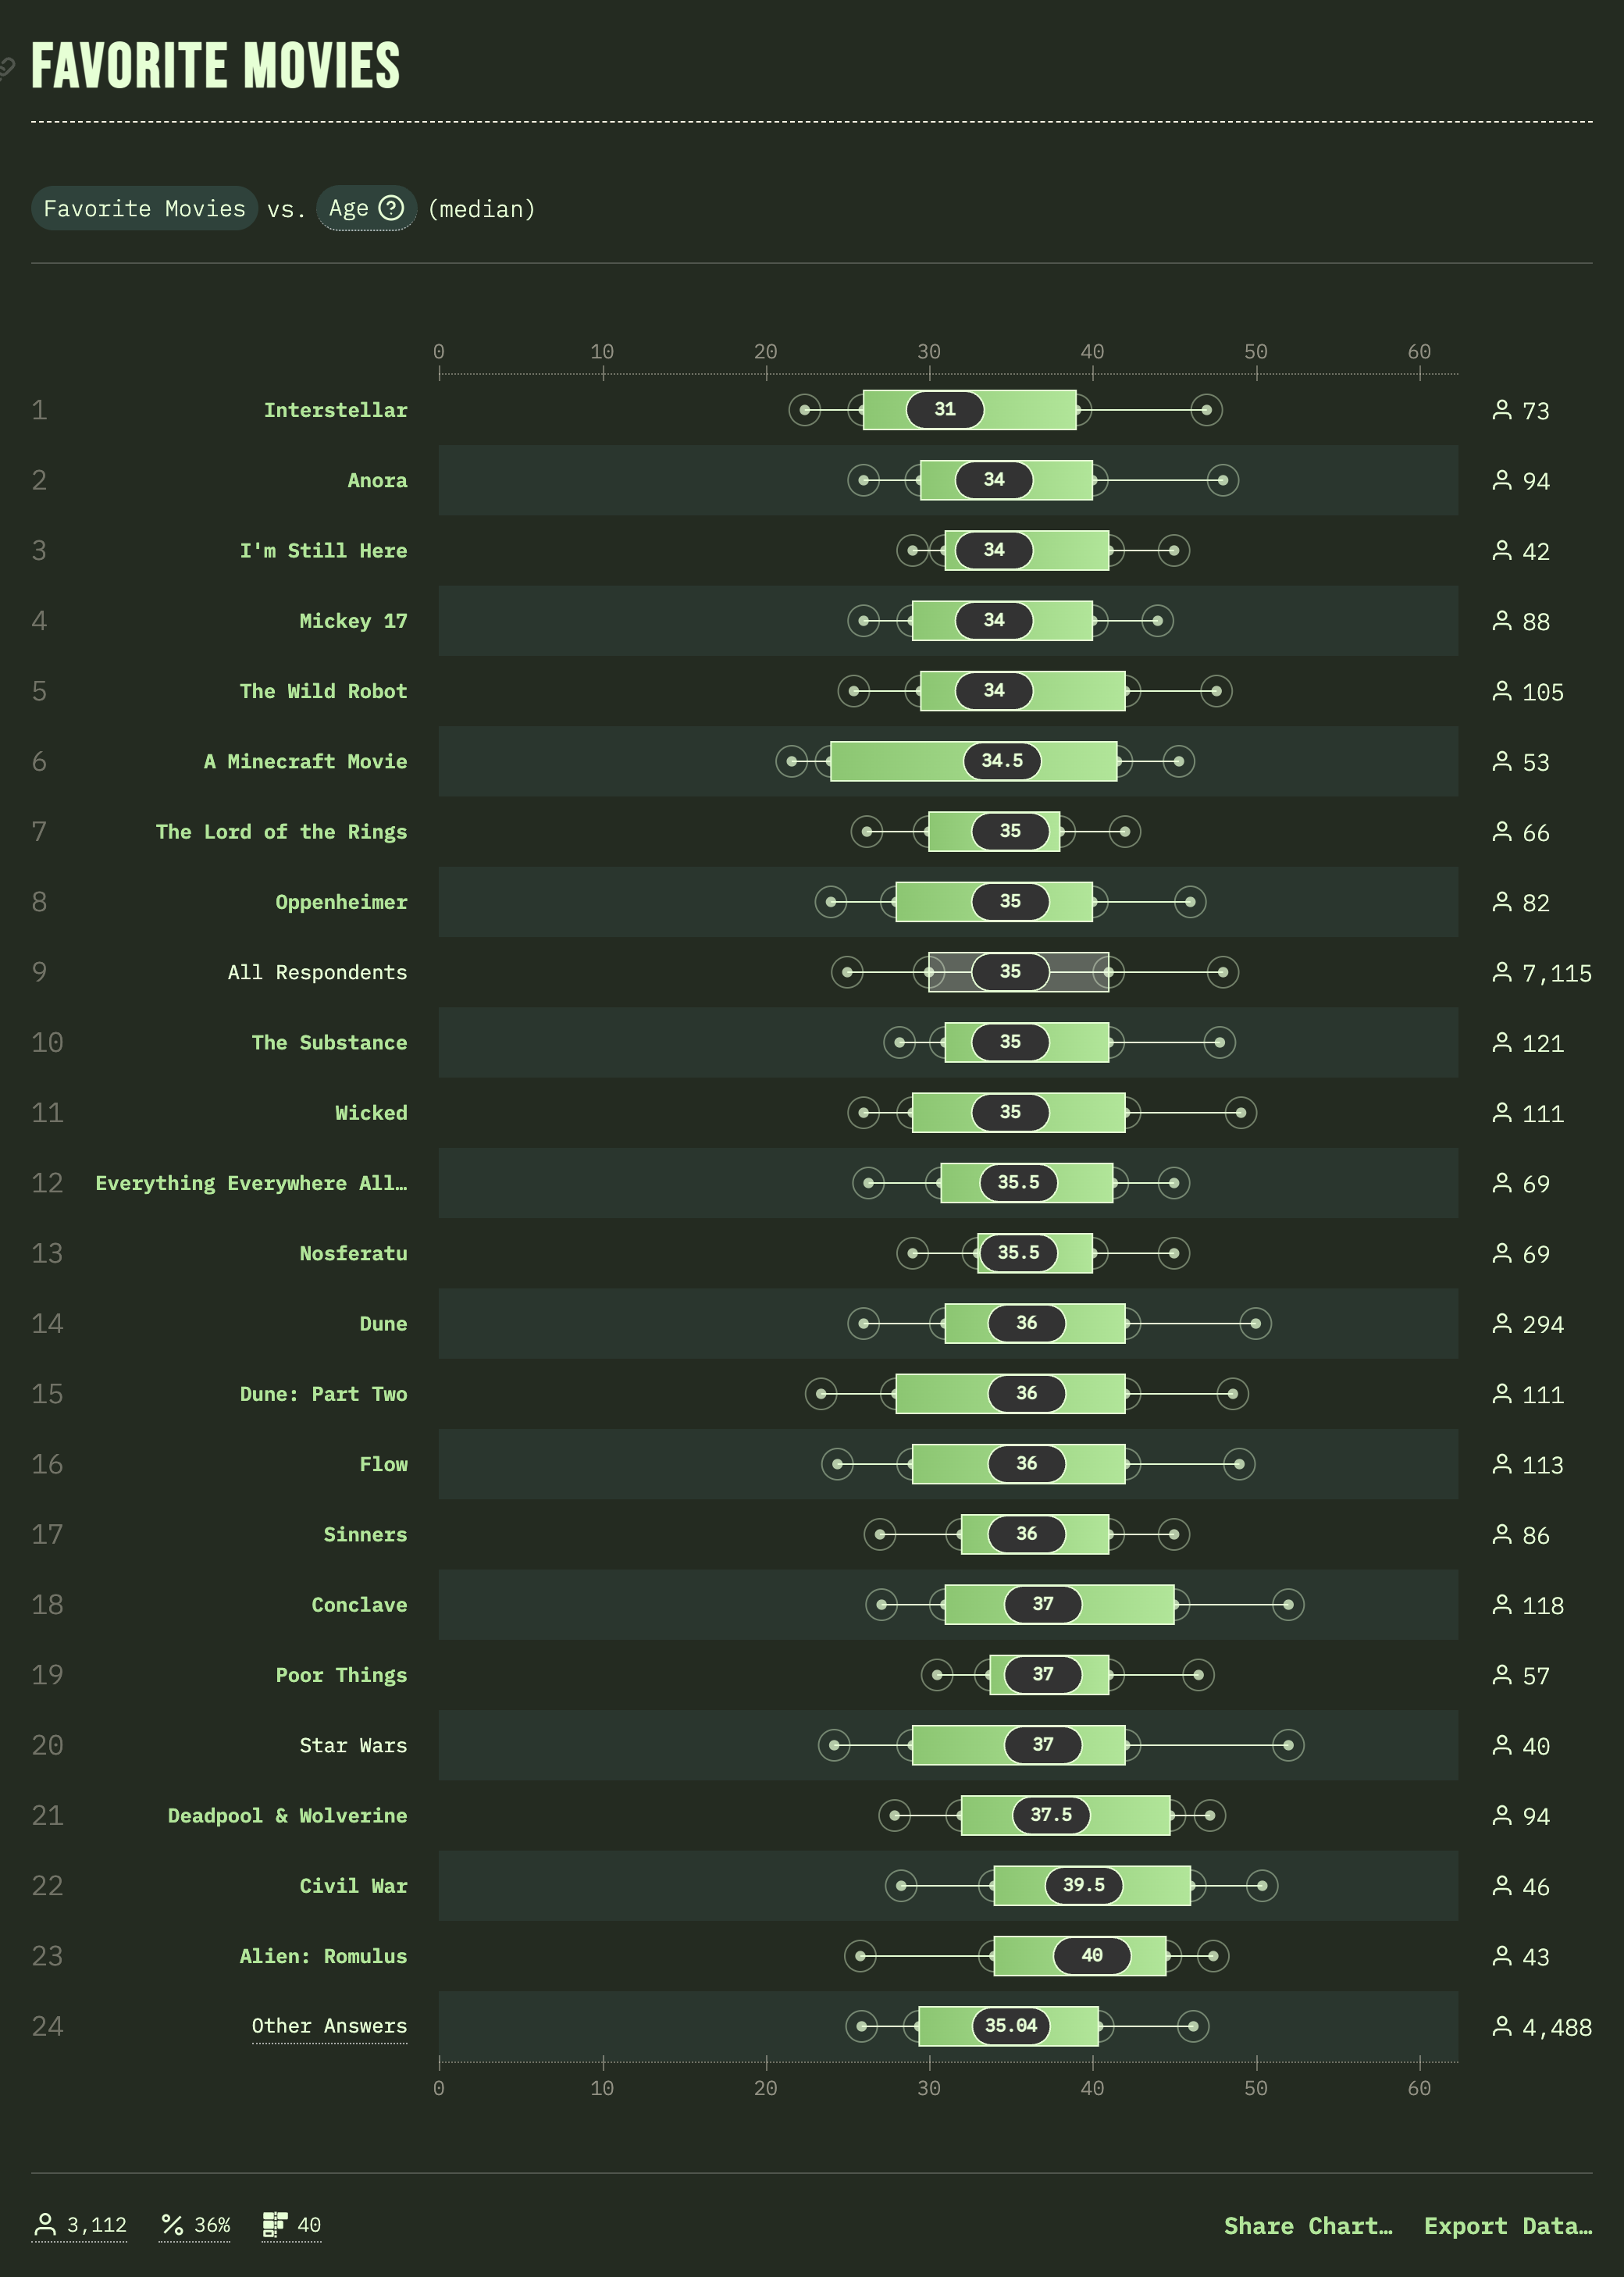 FAVORITE MOVIES
Favorite Movies vs. Age (median)
0 10 20 30 40 50 60
1 Interstellar 31 73
2 Anora 34 94
3 I'm Still Here 34 42
4 Mickey 17 34 88
5 The Wild Robot 34 105
6 A Minecraft Movie 34.5 53
7 The Lord of the Rings 35 66
8 Oppenheimer 35 82
9 All Respondents 35 7,115
10 The Substance 35 121
11 Wicked 35 111
12 Everything Everywhere All… 35.5 69
13 Nosferatu 35.5 69
14 Dune 36 294
15 Dune: Part Two 36 111
16 Flow 36 113
17 Sinners 36 86
18 Conclave 37 118
19 Poor Things 37 57
20 Star Wars 37 40
21 Deadpool & Wolverine 37.5 94
22 Civil War 39.5 46
23 Alien: Romulus 40 43
24 Other Answers 35.04 4,488
0 10 20 30 40 50 60
3,112 36% 40 Share Chart… Export Data…